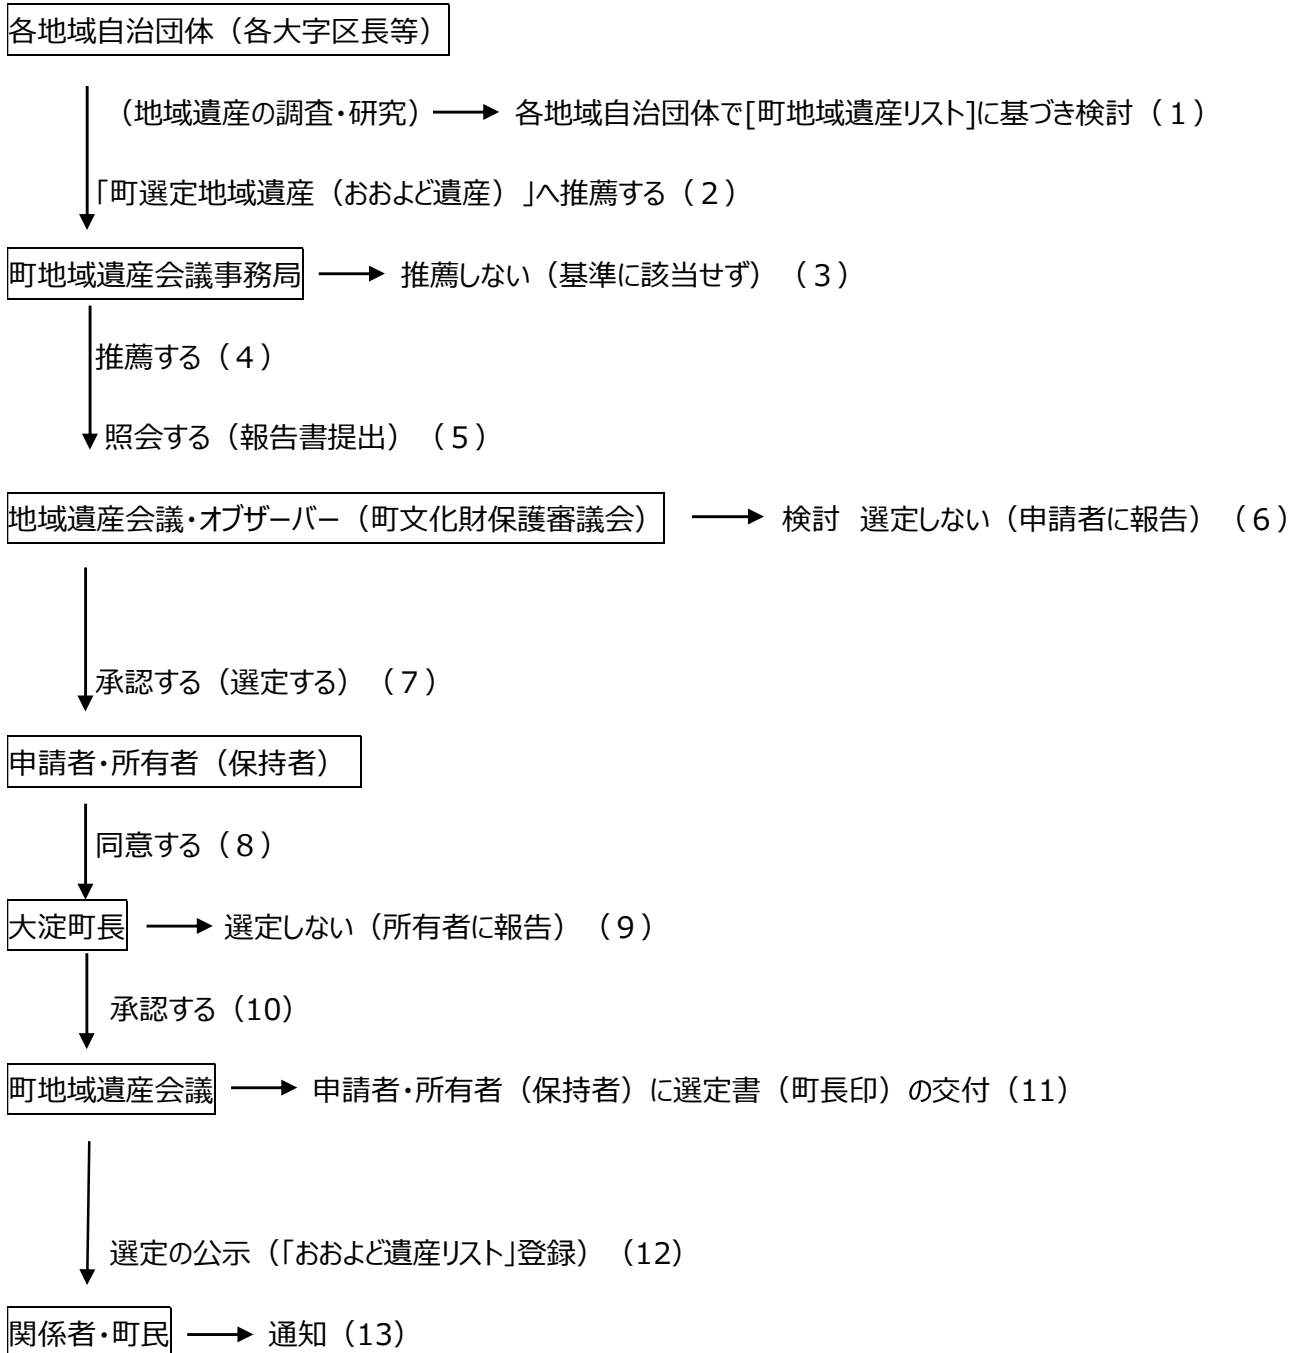 各地域自治団体（各大字区長等）
（地域遺産の調査・研究） 各地域自治団体で[町地域遺産リスト]に基づき検討（１）
「町選定地域遺産（おおよど遺産）」へ推薦する（２）
町地域遺産会議事務局 推薦しない（基準に該当せず）（３）
推薦する（４）
照会する（報告書提出）（５）
地域遺産会議・オブザーバー（町文化財保護審議会） 検討 選定しない（申請者に報告）（６）
承認する（選定する）（７）
申請者・所有者（保持者）
同意する（８）
大淀町長 選定しない（所有者に報告）（９）
承認する（10）
町地域遺産会議 申請者・所有者（保持者）に選定書（町長印）の交付（11）
選定の公示（「おおよど遺産リスト」登録）（12）
関係者・町民 通知（13）